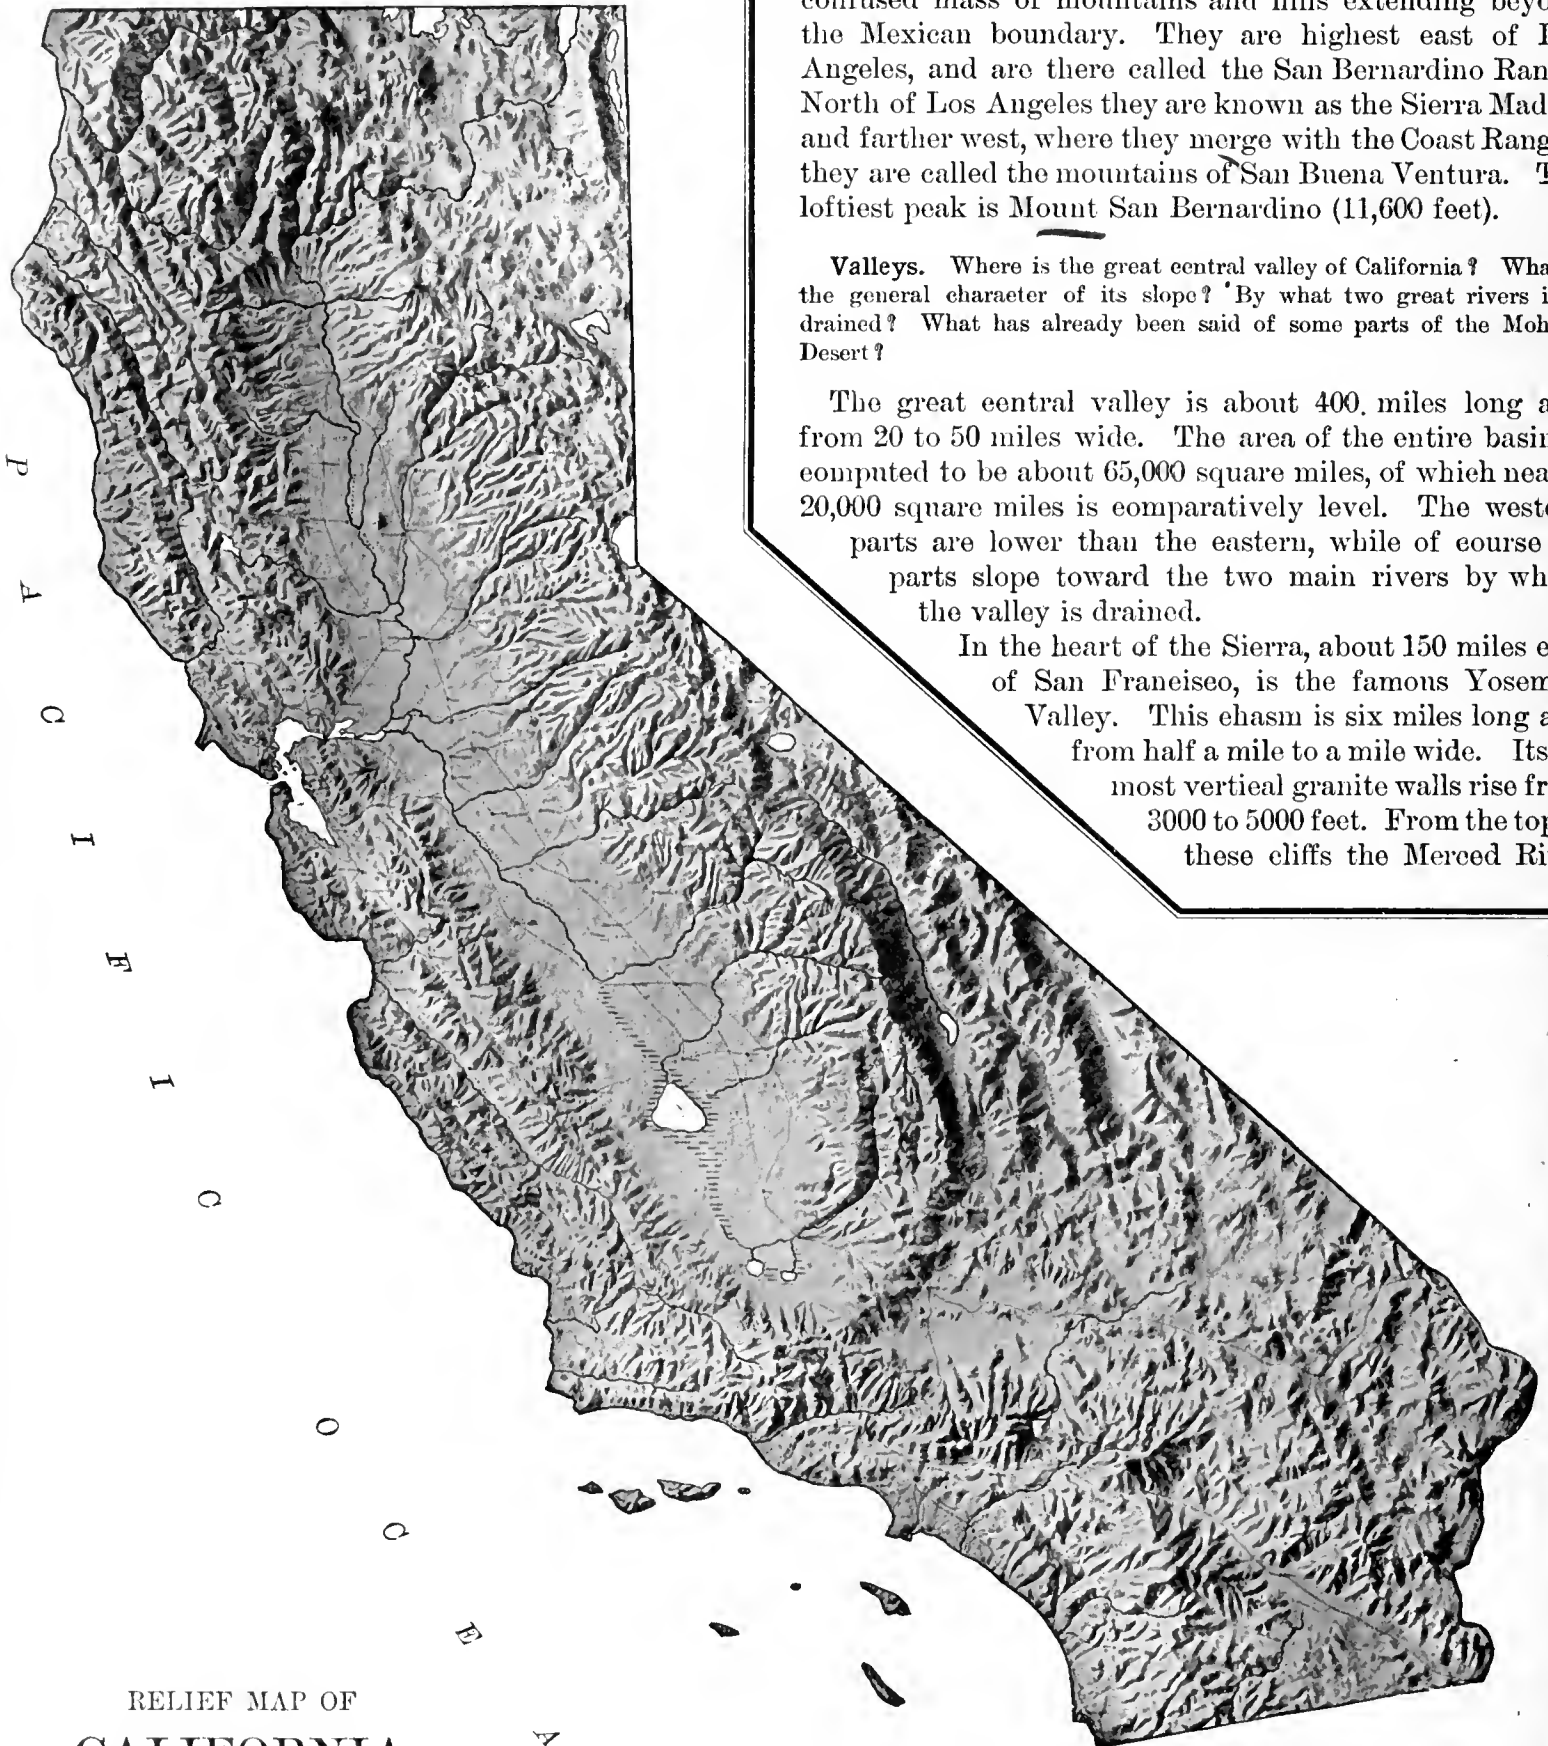 confused mass of mountains and hills extending beyo
the Mexican boundary. They are highest east of L
Angeles, and are there called the San Bernardino Ran
North of Los Angeles they are known as the Sierra Mad
and farther west, where they merge with the Coast Rang
they are called the mountains of San Buena Ventura. T
loftiest peak is Mount San Bernardino (11,600 feet).
Valleys. Where is the great central valley of California? Wha
the general character of its slope? By what two great rivers i
drained? What has already been said of some parts of the Moh
Desert?
The great central valley is about 400. miles long a
from 20 to 50 miles wide. The area of the entire basin
computed to be about 65,000 square miles, of which nea
20,000 square miles is comparatively level. The weste
parts are lower than the eastern, while of course
parts slope toward the two main rivers by wh
the valley is drained.
In the heart of the Sierra, about 150 miles e
of San Francisco, is the famous Yosem
Valley. This chasm is six miles long a
from half a mile to a mile wide. Its
most vertical granite walls rise fr
3000 to 5000 feet. From the top
these cliffs the Merced Ri
PACIFIC OCEA
RELIEF MAP OF
CALIFORNIA